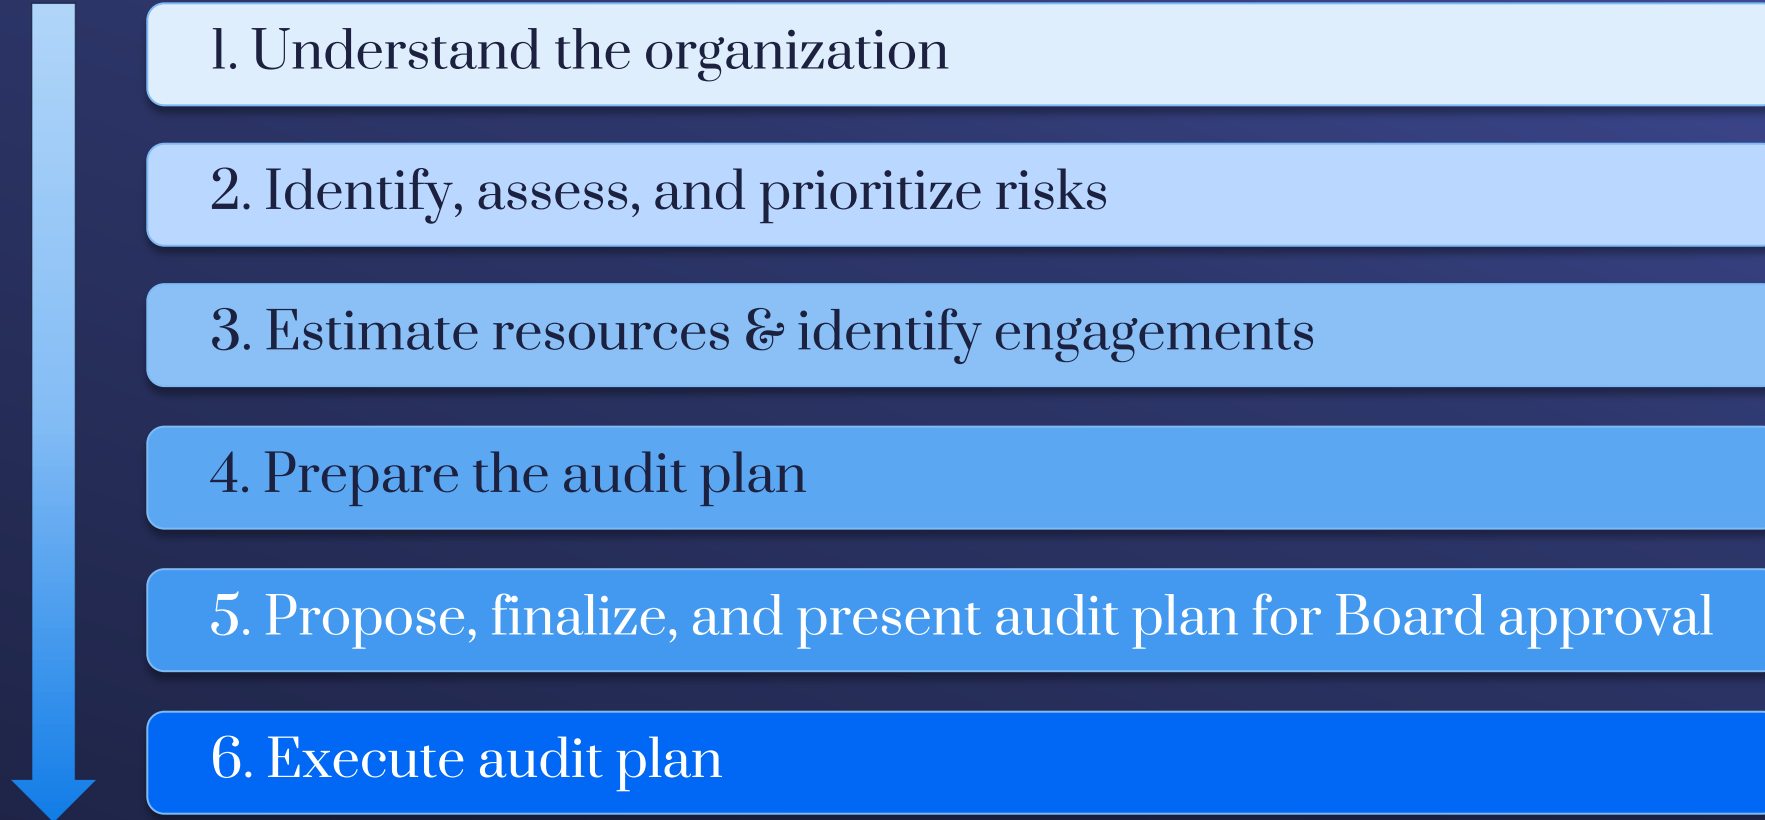 1. Understand the organization
2. Identify, assess, and prioritize risks
3. Estimate resources & identify engagements
4. Prepare the audit plan
5. Propose, finalize, and present audit plan for Board approval
6. Execute audit plan